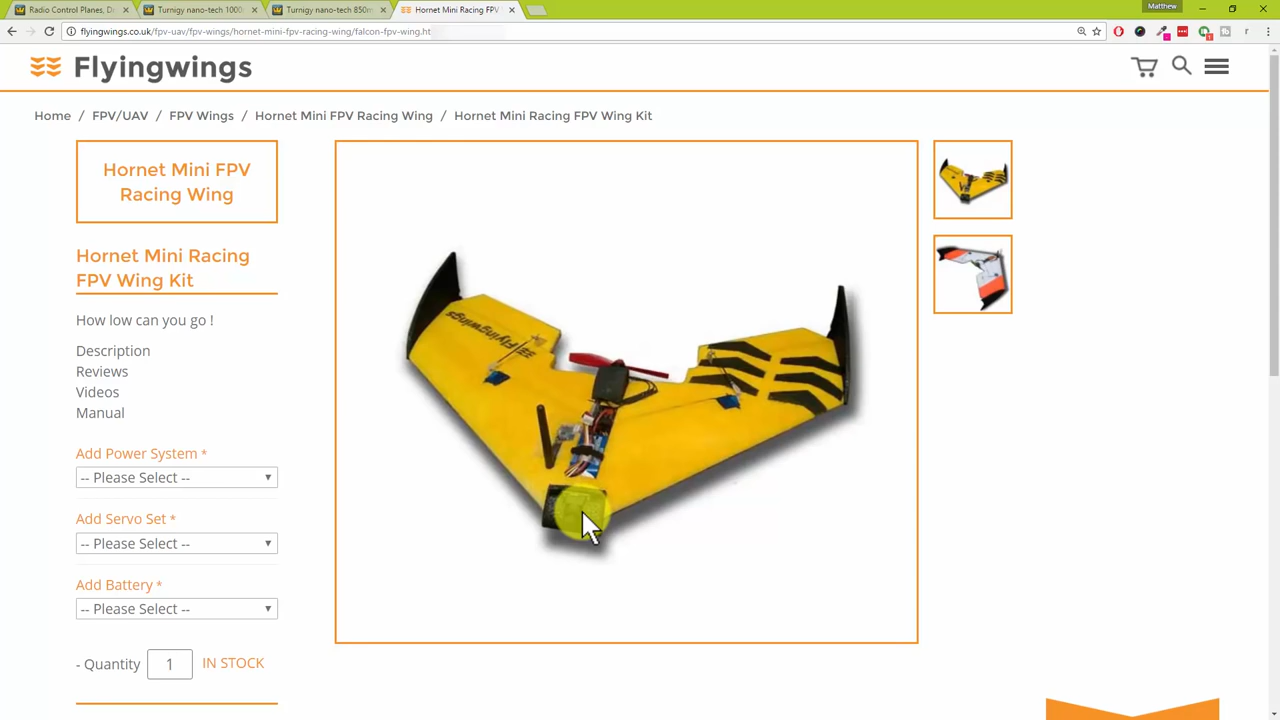 Radio Control Planes, D
Turnigy nano-tech 1000
Turnigy nano-tech 850m
Hornet Mini Racing FPV
Matthew
flyingwings.co.uk/fpv-uav/fpv-wings/hornet-mini-fpv-racing-wing/falcon-fpv-wing.ht
Flyingwings
Home / FPV/UAV / FPV Wings / Hornet Mini FPV Racing Wing / Hornet Mini Racing FPV Wing Kit
Hornet Mini FPV
Racing Wing
Hornet Mini Racing
FPV Wing Kit
How low can you go !
Description
Reviews
Videos
Manual
Add Power System *
-- Please Select --
Add Servo Set *
-- Please Select --
Add Battery *
-- Please Select --
- Quantity 1 IN STOCK
Flyingwings